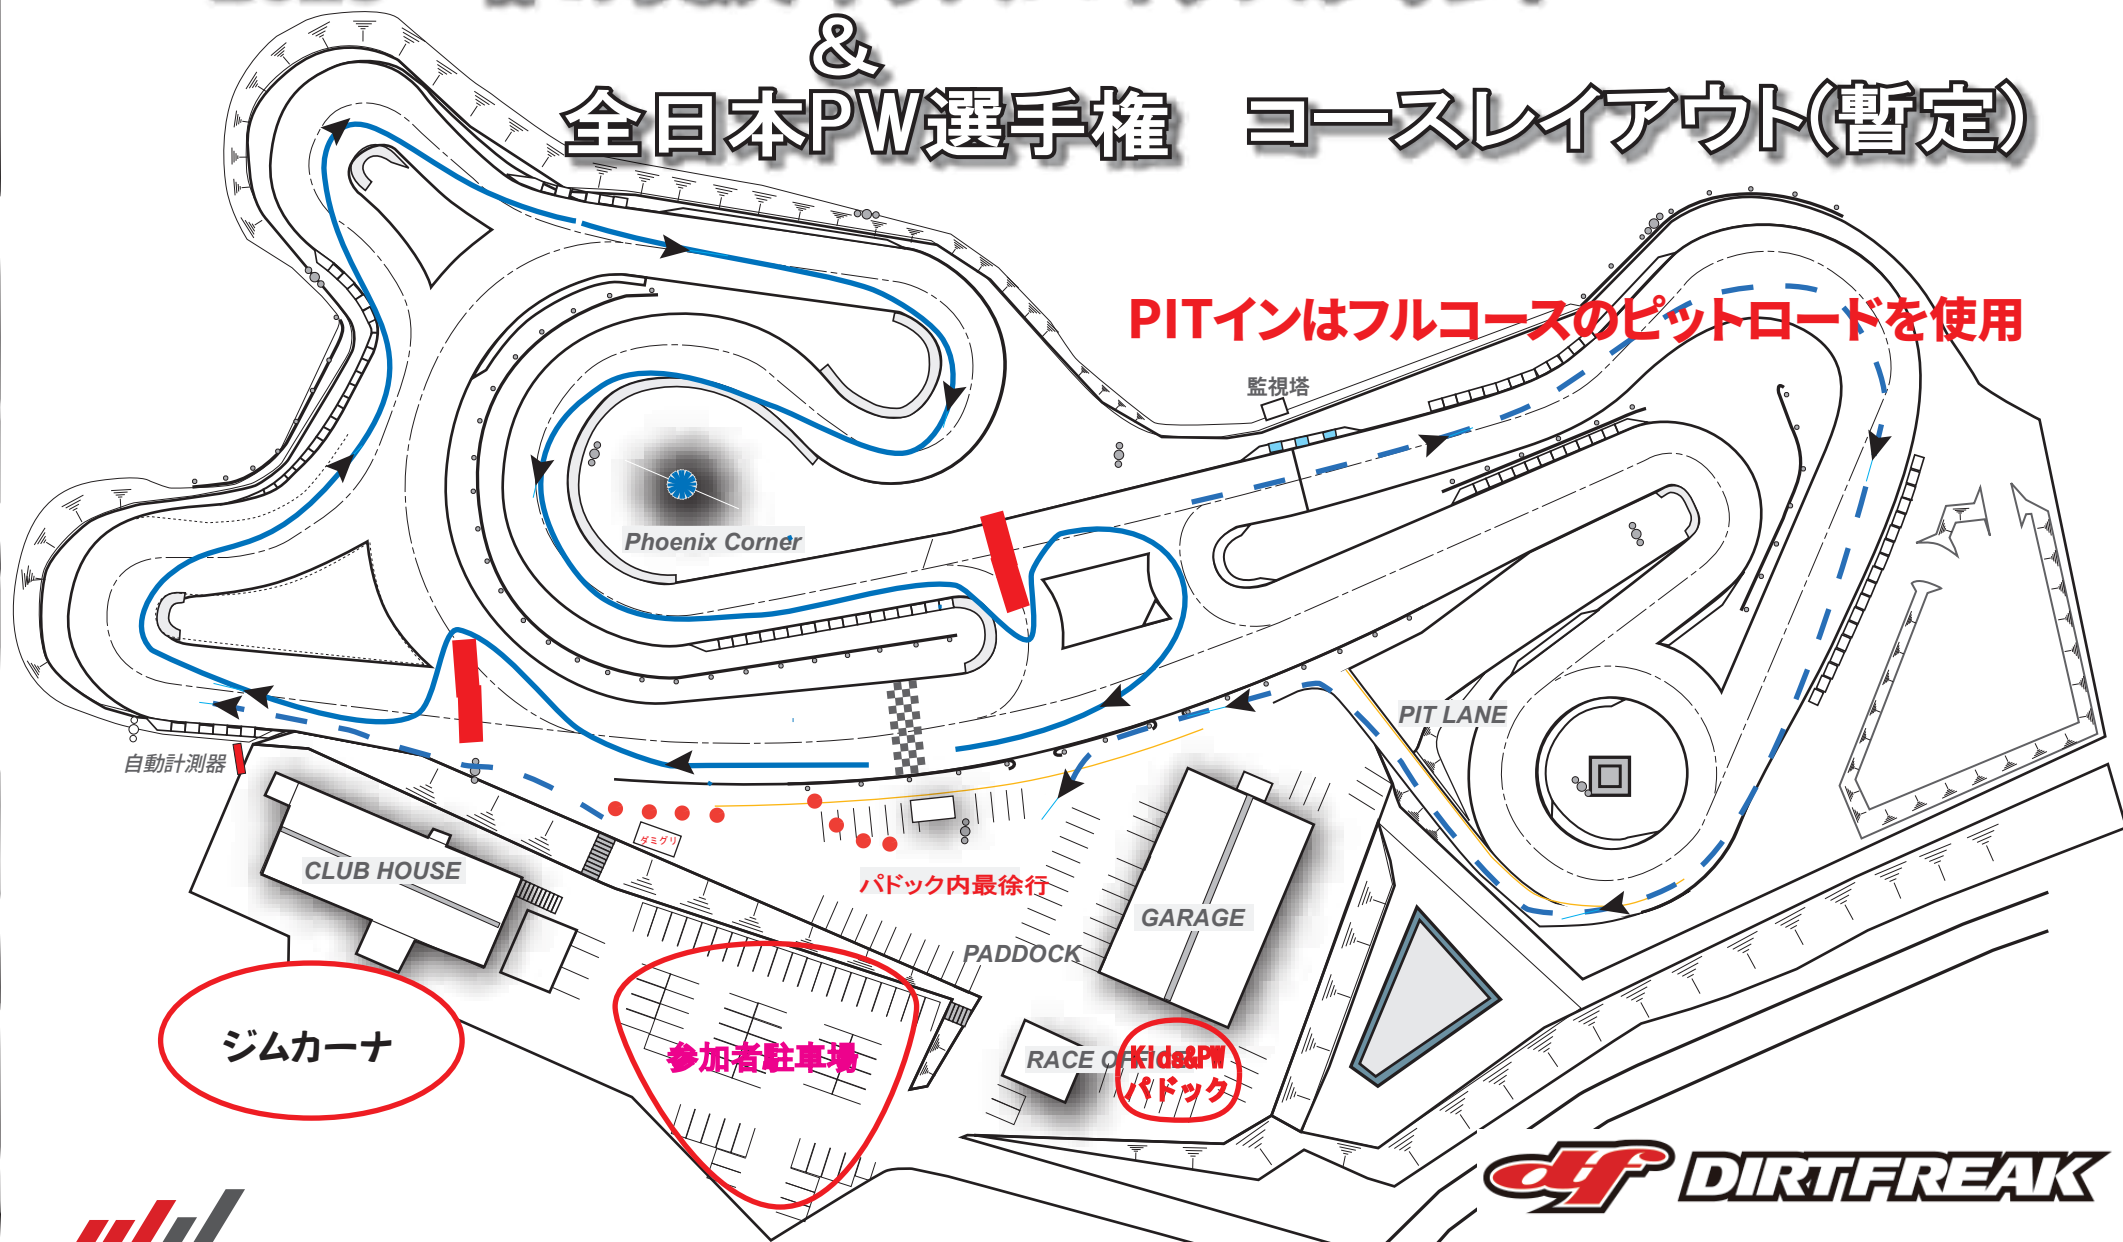 &
全日本PW選手権 コースレイアウト(暫定)
PITインはフルコースのピットロードを使用
監視塔
Phoenix Corner
PIT LANE
自動計測器
ダミグリ
CLUB HOUSE
パドック内最徐行
GARAGE
PADDOCK
ジムカーナ
参加者駐車場
RACE OFFI
Kids&PW
パドック
df DIRTFREAK